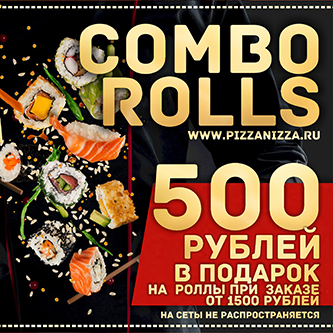 COMBO
ROLLS
WWW.PIZZANIZZA.RU
500
РУБЛЕЙ
В ПОДАРОК
НА РОЛЛЫ ПРИ ЗАКАЗЕ
ОТ 1500 РУБЛЕЙ
НА СЕТЫ НЕ РАСПРОСТРАНЯЕТСЯ